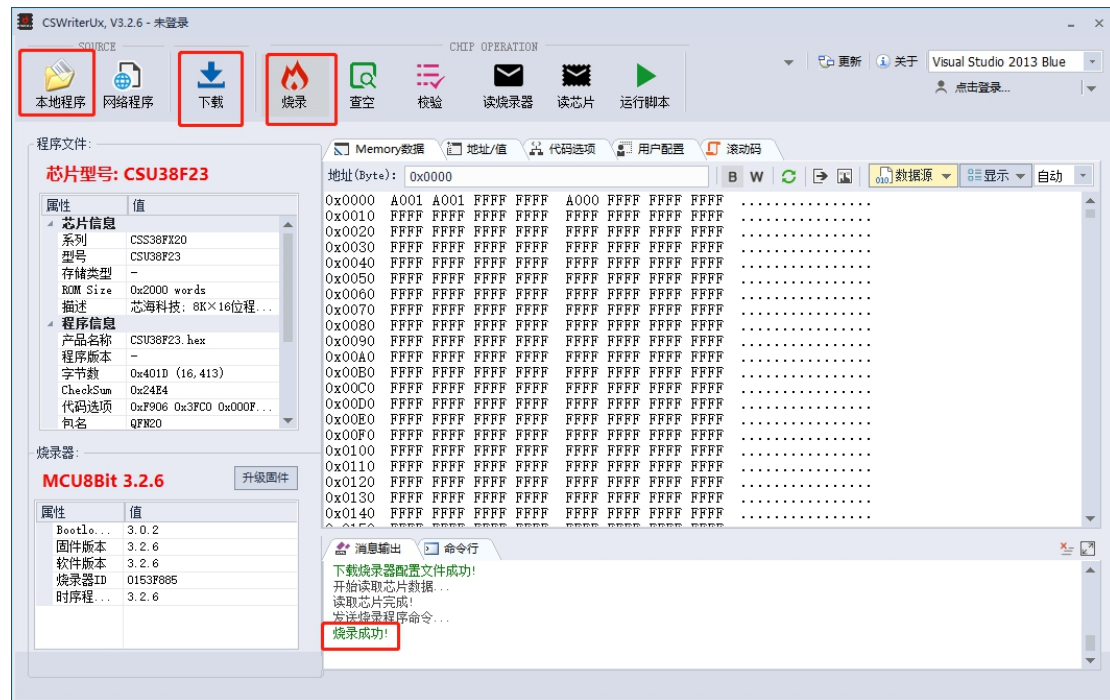 CSWriterUx, V3.2.6 - 未登录
SOURCE
CHIP OPERATION
本地程序 网络程序 下载 烧录 查空 校验 读烧录器 读芯片 运行脚本
更新 关于 Visual Studio 2013 Blue
点击登录...
程序文件:
芯片型号: CSU38F23
属性 值
芯片信息
系列 CSS38FX20
型号 CSU38F23
存储类型 -
ROM Size 0x2000 words
描述 芯海科技; 8K×16位程...
程序信息
产品名称 CSU38F23.hex
程序版本 -
字节数 0x401D (16,413)
CheckSum 0x24E4
代码选项 0xF906 0x3FC0 0x000F...
包名 QFN20
烧录器:
MCU8Bit 3.2.6 升级固件
属性 值
Bootlo... 3.0.2
固件版本 3.2.6
软件版本 3.2.6
烧录器ID 0153F885
时序程... 3.2.6
Memory数据 地址/值 代码选项 用户配置 滚动码
地址(Byte): 0x0000 B W 数据源 显示 自动
0x0000 A001 A001 FFFF FFFF A000 FFFF FFFF FFFF ................
0x0010 FFFF FFFF FFFF FFFF FFFF FFFF FFFF FFFF ................
0x0020 FFFF FFFF FFFF FFFF FFFF FFFF FFFF FFFF ................
0x0030 FFFF FFFF FFFF FFFF FFFF FFFF FFFF FFFF ................
0x0040 FFFF FFFF FFFF FFFF FFFF FFFF FFFF FFFF ................
0x0050 FFFF FFFF FFFF FFFF FFFF FFFF FFFF FFFF ................
0x0060 FFFF FFFF FFFF FFFF FFFF FFFF FFFF FFFF ................
0x0070 FFFF FFFF FFFF FFFF FFFF FFFF FFFF FFFF ................
0x0080 FFFF FFFF FFFF FFFF FFFF FFFF FFFF FFFF ................
0x0090 FFFF FFFF FFFF FFFF FFFF FFFF FFFF FFFF ................
0x00A0 FFFF FFFF FFFF FFFF FFFF FFFF FFFF FFFF ................
0x00B0 FFFF FFFF FFFF FFFF FFFF FFFF FFFF FFFF ................
0x00C0 FFFF FFFF FFFF FFFF FFFF FFFF FFFF FFFF ................
0x00D0 FFFF FFFF FFFF FFFF FFFF FFFF FFFF FFFF ................
0x00E0 FFFF FFFF FFFF FFFF FFFF FFFF FFFF FFFF ................
0x00F0 FFFF FFFF FFFF FFFF FFFF FFFF FFFF FFFF ................
0x0100 FFFF FFFF FFFF FFFF FFFF FFFF FFFF FFFF ................
0x0110 FFFF FFFF FFFF FFFF FFFF FFFF FFFF FFFF ................
0x0120 FFFF FFFF FFFF FFFF FFFF FFFF FFFF FFFF ................
0x0130 FFFF FFFF FFFF FFFF FFFF FFFF FFFF FFFF ................
0x0140 FFFF FFFF FFFF FFFF FFFF FFFF FFFF FFFF ................
消息输出 命令行
下载烧录器配置文件成功!
开始读取芯片数据...
读取芯片完成!
发送烧录程序命令...
烧录成功!